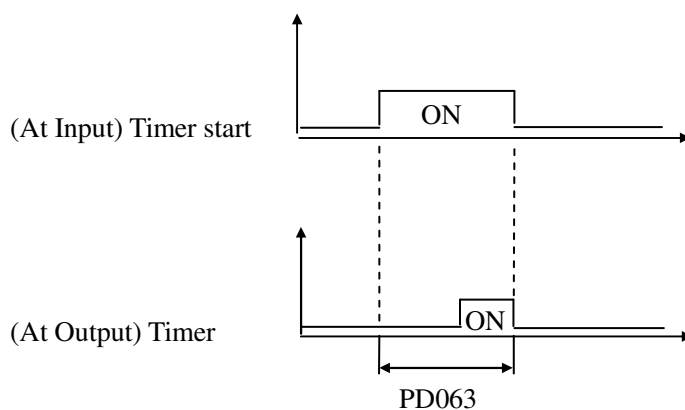 ON
(At Input) Timer start
ON
(At Output) Timer
PD063